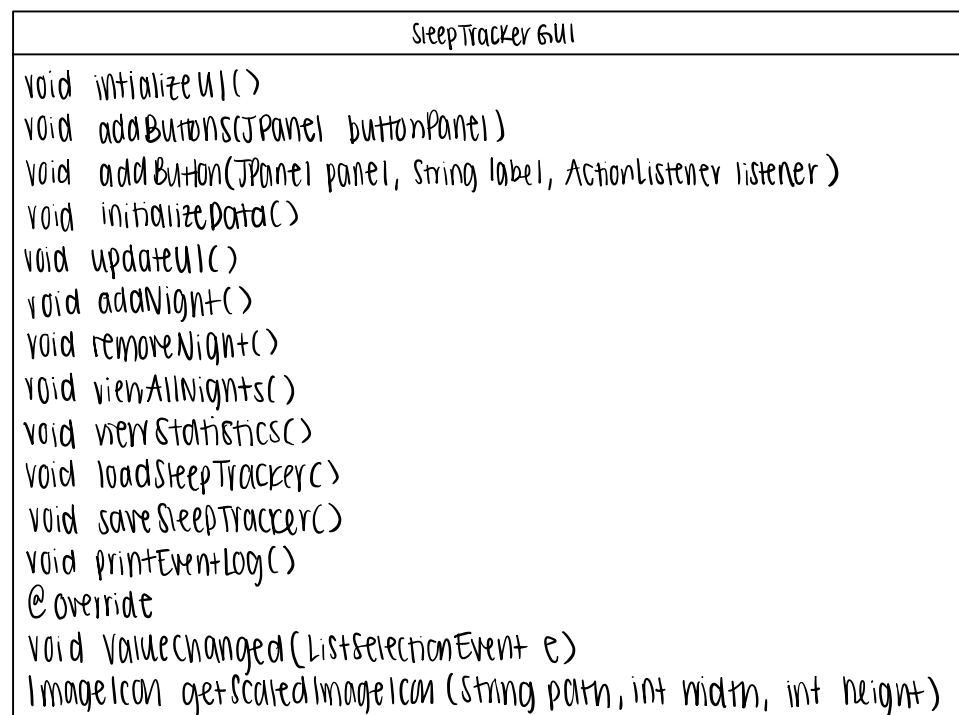 SleepTracker GUI
void intializeUI()
void addButtons(JPanel buttonPanel)
void addButton(JPanel panel, String label, ActionListener listener)
void initializeData()
void updateUI()
void addNight()
void removeNight()
void viewAllNights()
void viewStatistics()
void loadSleepTracker()
void saveSleepTracker()
void printEventLog()
@override
void valueChanged(ListSelectionEvent e)
ImageIcon getScaledImageIcon(String path, int width, int height)